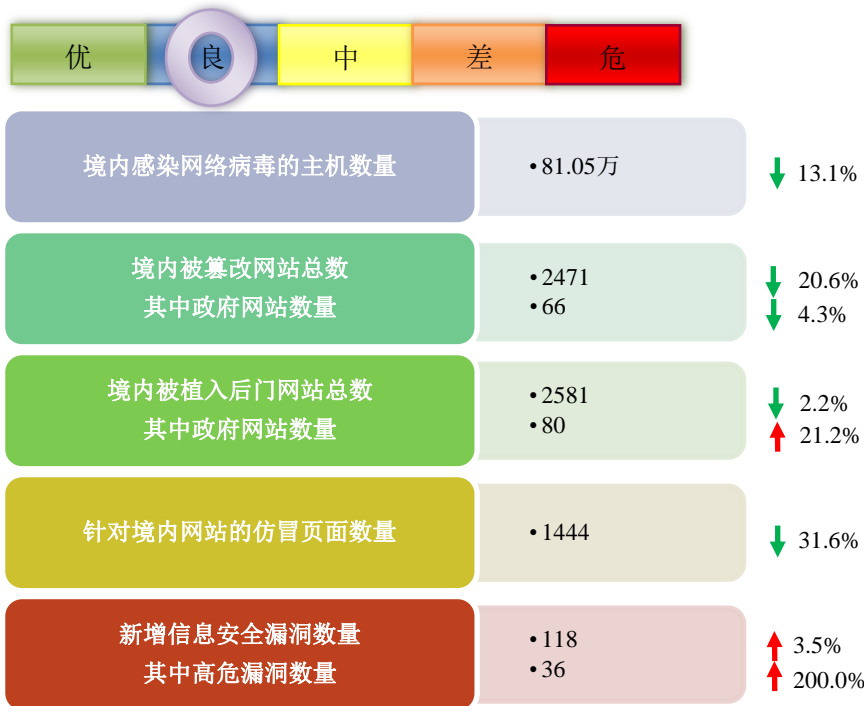 优 良 中 差 危
境内感染网络病毒的主机数量 •81.05万 13.1%
境内被篡改网站总数 •2471 20.6%
其中政府网站数量 •66 4.3%
境内被植入后门网站总数 •2581 2.2%
其中政府网站数量 •80 21.2%
针对境内网站的仿冒页面数量 •1444 31.6%
新增信息安全漏洞数量 •118 3.5%
其中高危漏洞数量 •36 200.0%